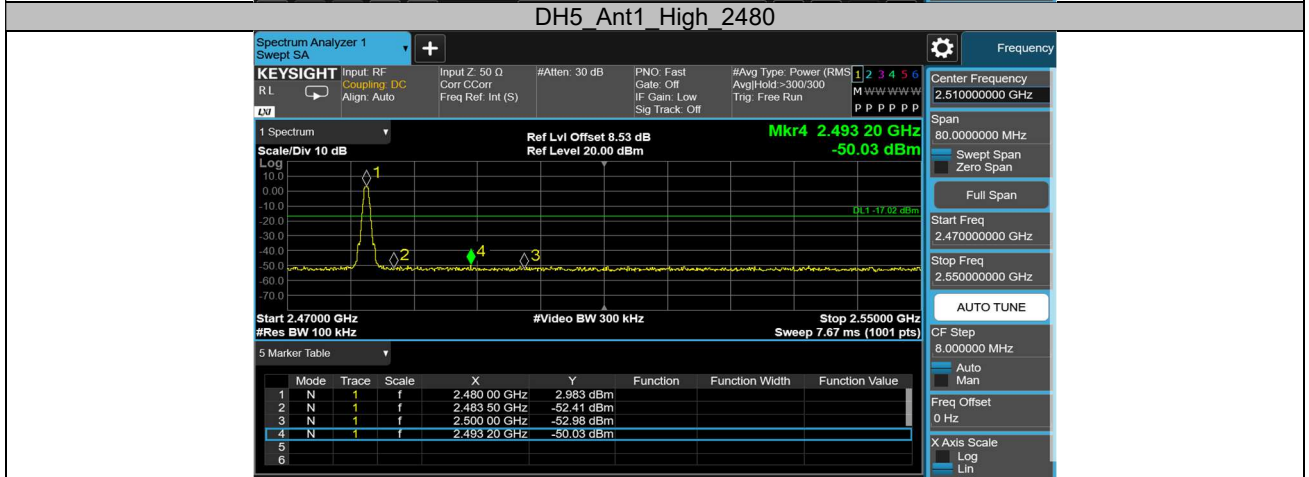 DH5_Ant1_High_2480
Spectrum Analyzer 1
Swept SA
+
Frequency
KEYSIGHT
RL
LXI
Input: RF
Coupling: DC
Align: Auto
Input Z: 50 Ω
Corr CCorr
Freq Ref: Int (S)
#Atten: 30 dB
PNO: Fast
Gate: Off
IF Gain: Low
Sig Track: Off
#Avg Type: Power (RMS
Avg|Hold:>300/300
Trig: Free Run
1 2 3 4 5 6
M W W W W W
P P P P P P
1 Spectrum
Scale/Div 10 dB
Ref Lvl Offset 8.53 dB
Ref Level 20.00 dBm
Mkr4 2.493 20 GHz
-50.03 dBm
Log
10.0
0.00
-10.0
-20.0
-30.0
-40.0
-50.0
-60.0
-70.0
1
2
4
3
DL1 -17.02 dBm
Start 2.47000 GHz
#Res BW 100 kHz
#Video BW 300 kHz
Stop 2.55000 GHz
Sweep 7.67 ms (1001 pts)
5 Marker Table
Mode Trace Scale X Y Function Function Width Function Value
1 N 1 f 2.480 00 GHz 2.983 dBm
2 N 1 f 2.483 50 GHz -52.41 dBm
3 N 1 f 2.500 00 GHz -52.98 dBm
4 N 1 f 2.493 20 GHz -50.03 dBm
5
6
Center Frequency
2.510000000 GHz
Span
80.0000000 MHz
Swept Span
Zero Span
Full Span
Start Freq
2.470000000 GHz
Stop Freq
2.550000000 GHz
AUTO TUNE
CF Step
8.000000 MHz
Auto
Man
Freq Offset
0 Hz
X Axis Scale
Log
Lin